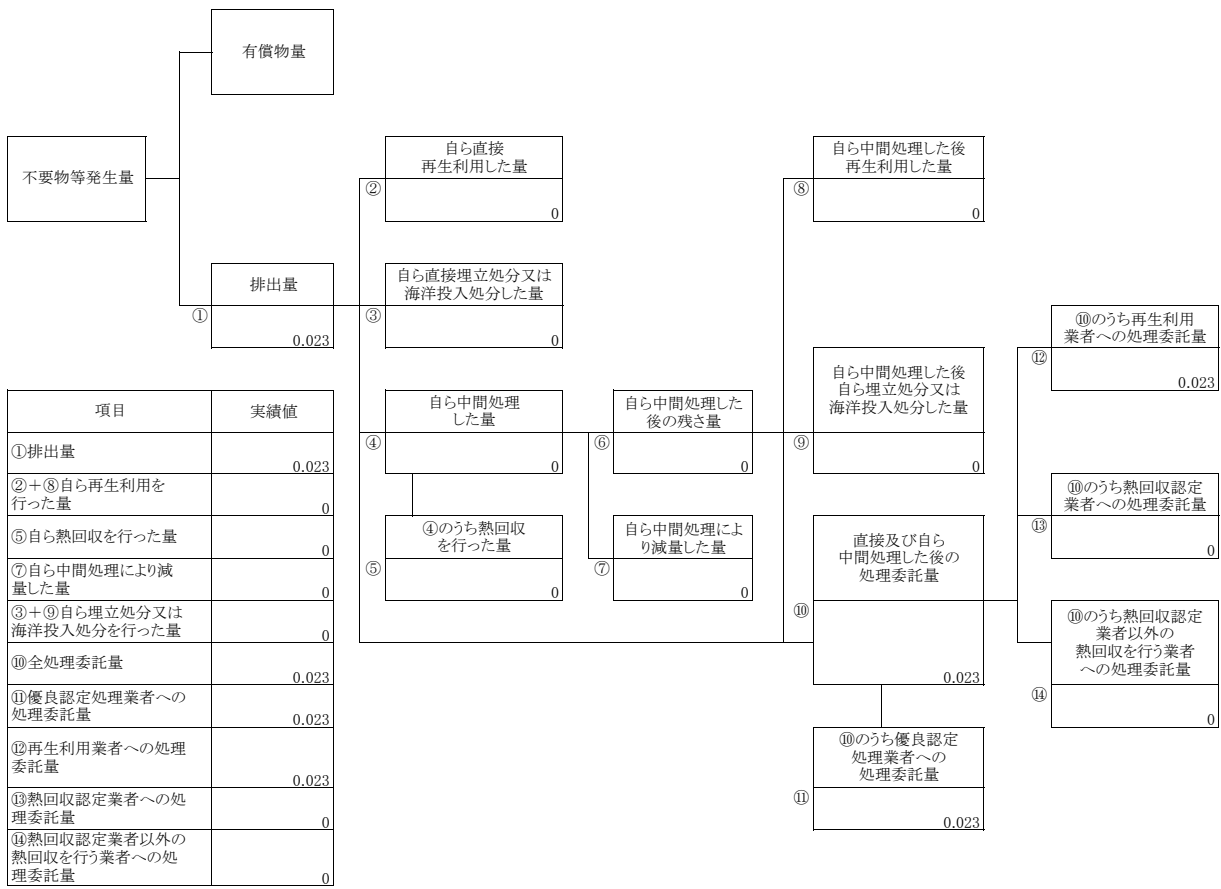 有償物量
不要物等発生量
自ら直接
再生利用した量
②
0
自ら中間処理した後
再生利用した量
⑧
0
排出量
①
0.023
自ら直接埋立処分又は
海洋投入処分した量
③
0
自ら中間処理
した量
④
0
自ら中間処理した
後の残さ量
⑥
0
自ら中間処理した後
自ら埋立処分又は
海洋投入処分した量
⑨
0
⑩のうち再生利用
業者への処理委託量
⑫
0.023
④のうち熱回収
を行った量
⑤
0
自ら中間処理によ
り減量した量
⑦
0
直接及び自ら
中間処理した後の
処理委託量
⑩
0.023
⑩のうち熱回収認定
業者への処理委託量
⑬
0
⑩のうち熱回収認定
業者以外の
熱回収を行う業者
への処理委託量
⑭
0
⑩のうち優良認定
処理業者への
処理委託量
⑪
0.023
項目 実績値
①排出量 0.023
②+⑧自ら再生利用を
行った量 0
⑤自ら熱回収を行った量 0
⑦自ら中間処理により減
量した量 0
③+⑨自ら埋立処分又は
海洋投入処分を行った量 0
⑩全処理委託量 0.023
⑪優良認定処理業者への
処理委託量 0.023
⑫再生利用業者への処理
委託量 0.023
⑬熱回収認定業者への処
理委託量 0
⑭熱回収認定業者以外の
熱回収を行う業者への処
理委託量 0